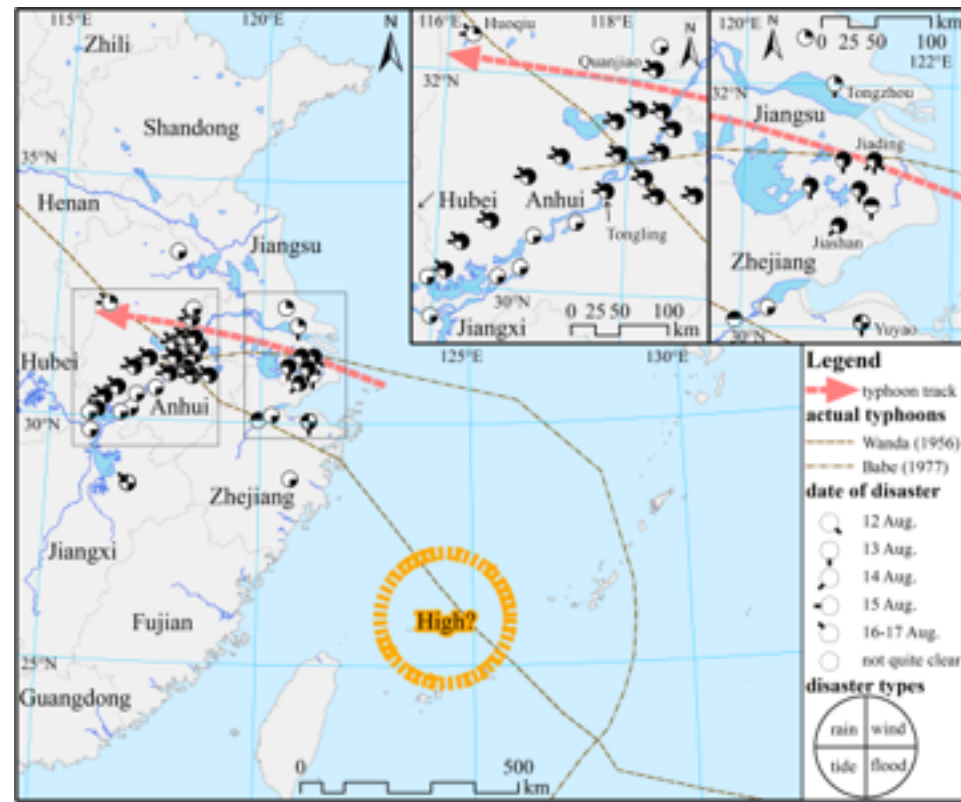 115°E
120°E
N
Zhili
Shandong
35°N
Henan
Jiangsu
Hubei
Anhui
30°N
Zhejiang
Jiangxi
Fujian
25°N
Guangdong
High?
125°E
130°E
0 500
km
116°E
Huoqiu
118°E
N
Quanjiao
32°N
Hubei
Anhui
Tongling
30°N
Jiangxi
0 25 50 100
km
120°E
N
km
0 25 50 100
122°E
32°N
Tongzhou
Jiangsu
Jiading
Jiashan
Zhejiang
30°N
Yuyao
Legend
typhoon track
actual typhoons
Wanda (1956)
Babe (1977)
date of disaster
12 Aug.
13 Aug.
14 Aug.
15 Aug.
16-17 Aug.
not quite clear
disaster types
rain wind
tide flood